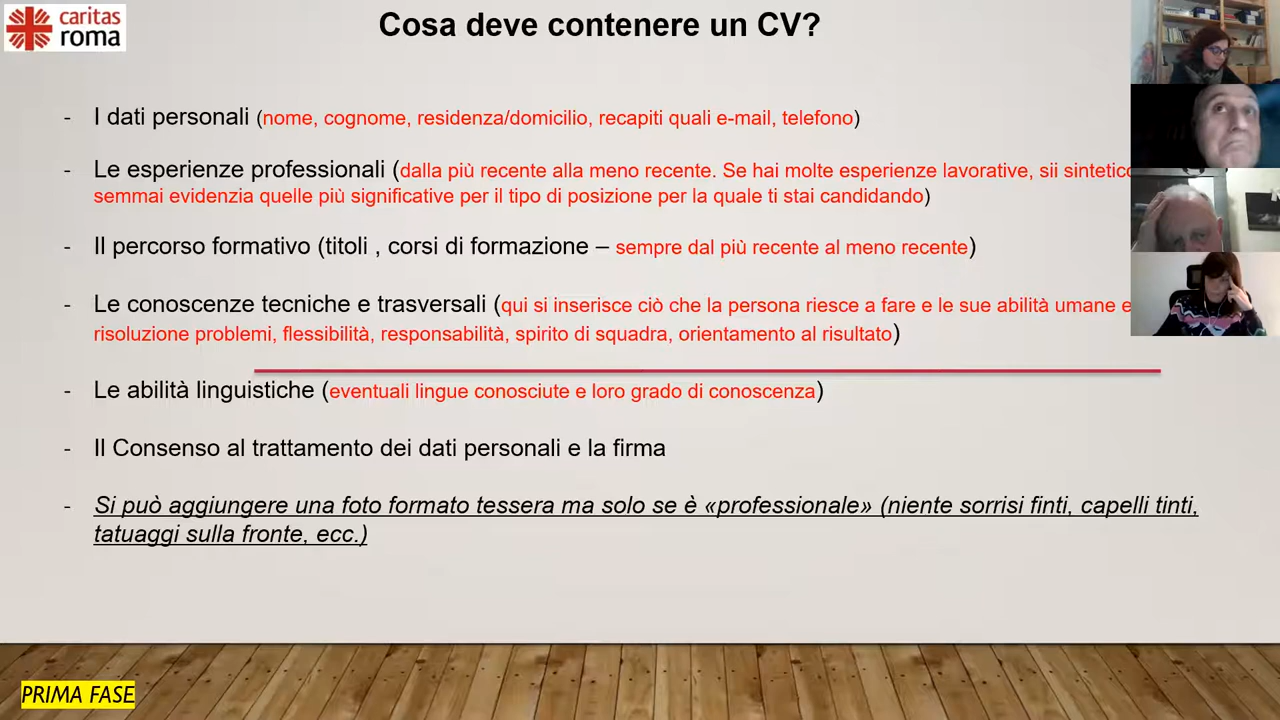 caritas
roma
Cosa deve contenere un CV?
- I dati personali (nome, cognome, residenza/domicilio, recapiti quali e-mail, telefono)
- Le esperienze professionali (dalla più recente alla meno recente. Se hai molte esperienze lavorative, sii sintetico
semmai evidenzia quelle più significative per il tipo di posizione per la quale ti stai candidando)
- Il percorso formativo (titoli , corsi di formazione – sempre dal più recente al meno recente)
- Le conoscenze tecniche e trasversali (qui si inserisce ciò che la persona riesce a fare e le sue abilità umane e
risoluzione problemi, flessibilità, responsabilità, spirito di squadra, orientamento al risultato)
- Le abilità linguistiche (eventuali lingue conosciute e loro grado di conoscenza)
- Il Consenso al trattamento dei dati personali e la firma
- Si può aggiungere una foto formato tessera ma solo se è «professionale» (niente sorrisi finti, capelli tinti,
tatuaggi sulla fronte, ecc.)
PRIMA FASE